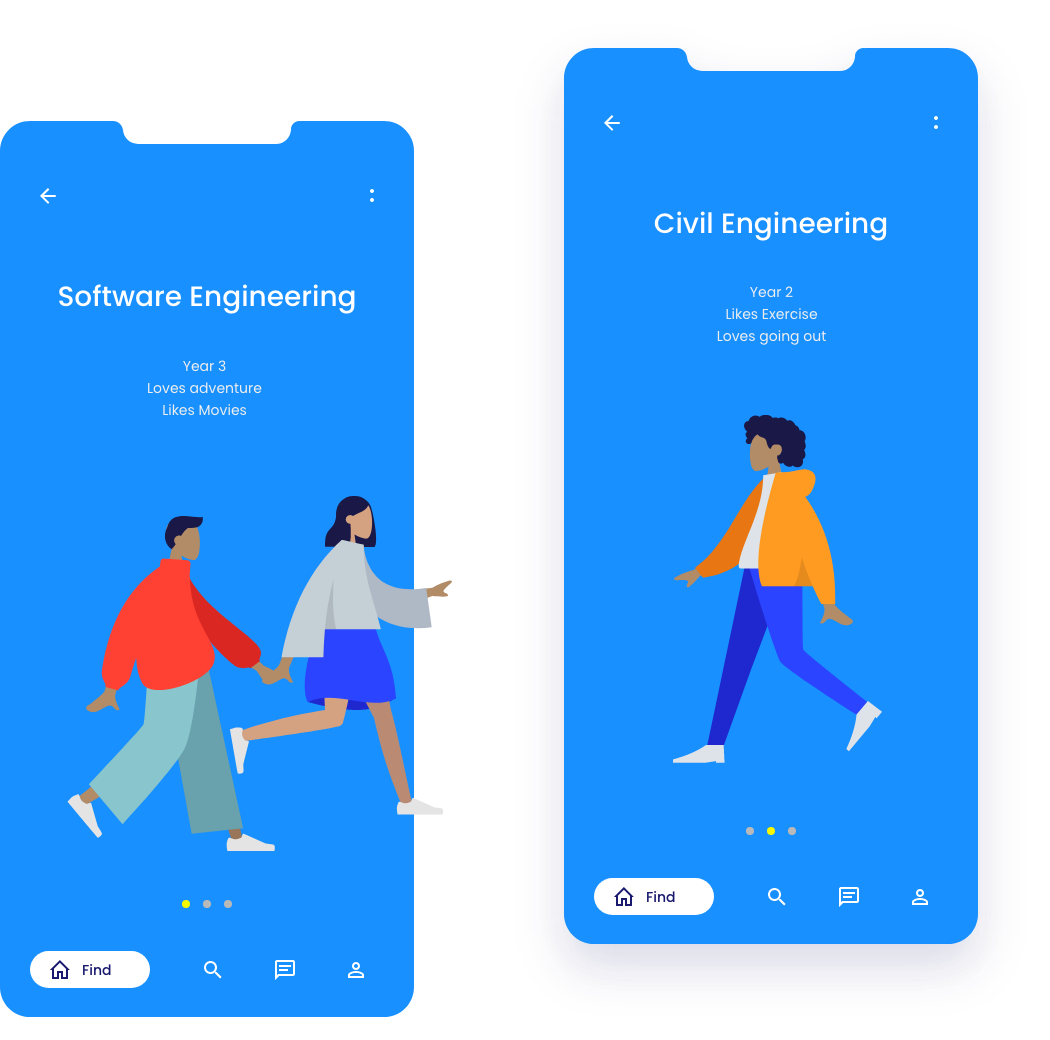 Software Engineering
Year 3
Loves adventure
Likes Movies
Find
Civil Engineering
Year 2
Likes Exercise
Loves going out
Find